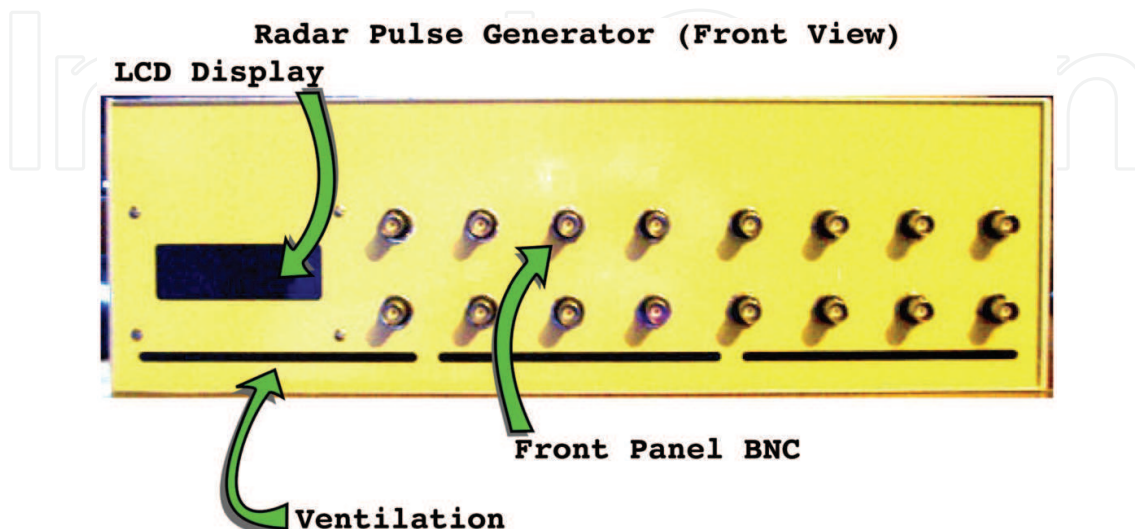 Radar Pulse Generator (Front View)
LCD Display
Front Panel BNC
Ventilation